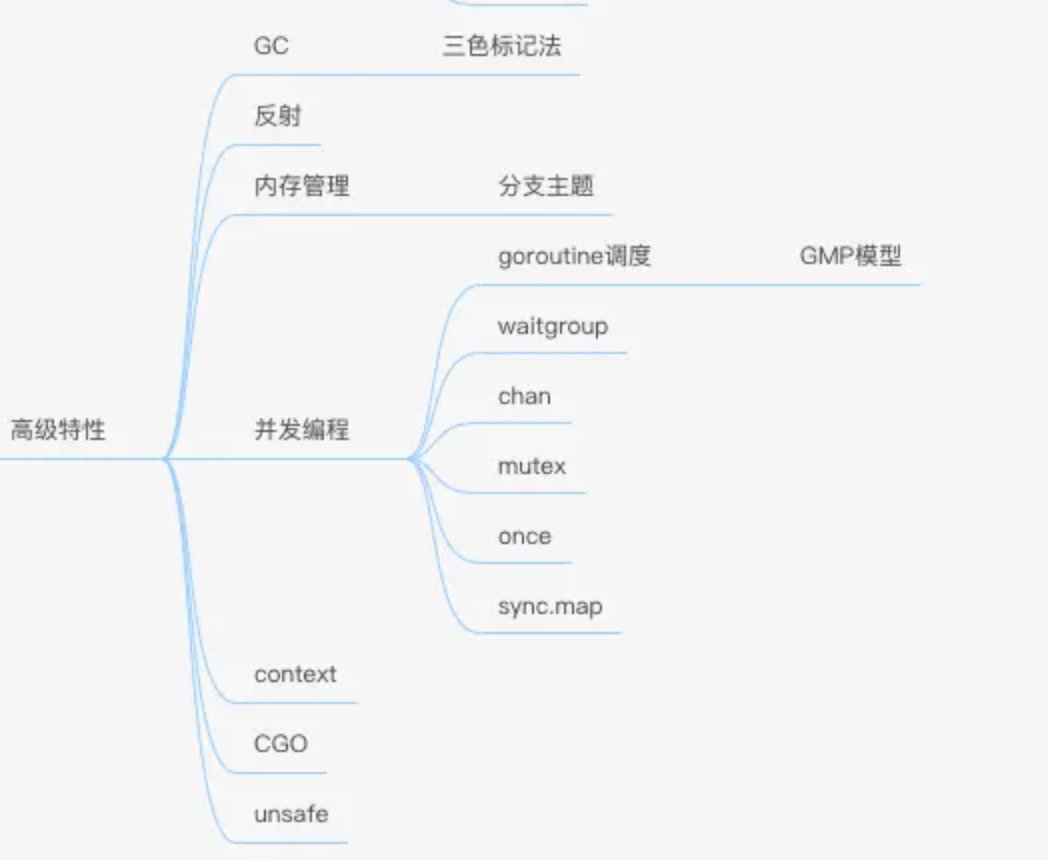 GC
三色标记法
反射
内存管理
分支主题
goroutine调度
GMP模型
waitgroup
chan
高级特性
并发编程
mutex
once
sync.map
context
CGO
unsafe